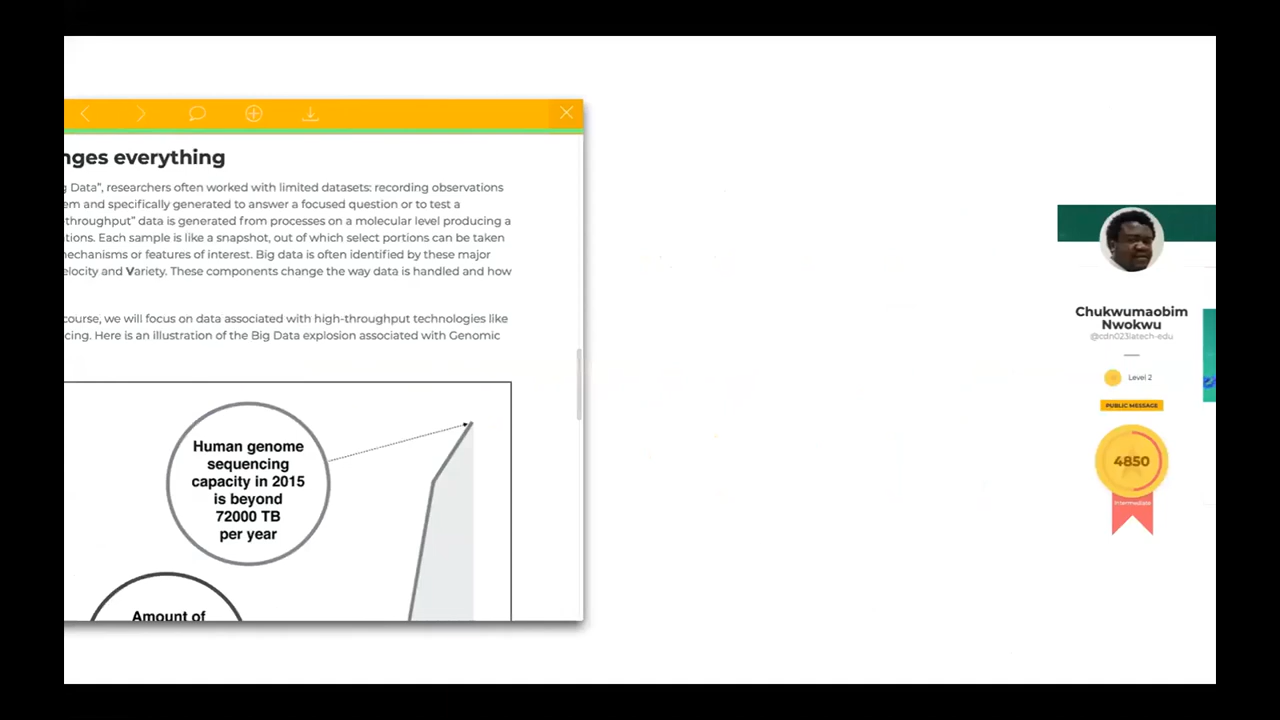 nges everything
g Data", researchers often worked with limited datasets: recording observations
em and specifically generated to answer a focused question or to test a
throughput" data is generated from processes on a molecular level producing a
tions. Each sample is like a snapshot, out of which select portions can be taken
nechanisms or features of interest. Big data is often identified by these major
elocity and Variety. These components change the way data is handled and how
course, we will focus on data associated with high-throughput technologies like
cing. Here is an illustration of the Big Data explosion associated with Genomic
Human genome
sequencing
capacity in 2015
is beyond
72000 TB
per year
Amount of
Chukwumaobim
Nwokwu
@cdn023latech-edu
Level 2
PUBLIC MESSAGE
4850
Intermediate